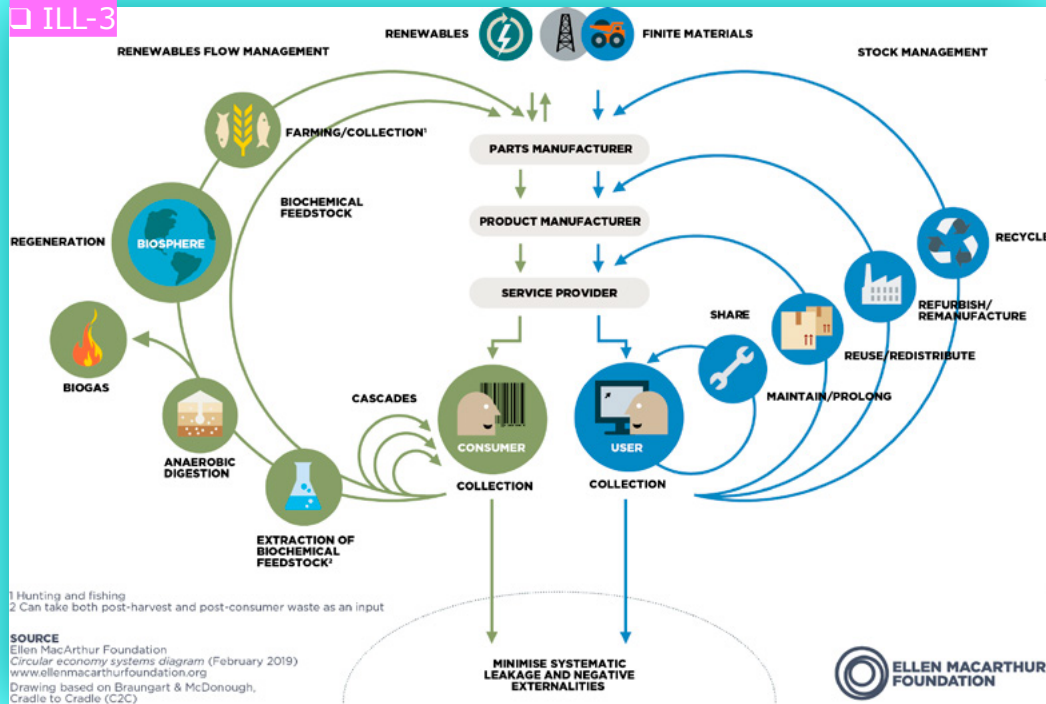 ❑ ILL-3
RENEWABLES
FINITE MATERIALS
RENEWABLES FLOW MANAGEMENT
STOCK MANAGEMENT
FARMING/COLLECTION¹
PARTS MANUFACTURER
BIOCHEMICAL
FEEDSTOCK
PRODUCT MANUFACTURER
REGENERATION
BIOSPHERE
RECYCLE
SERVICE PROVIDER
SHARE
REFURBISH/
REMANUFACTURE
REUSE/REDISTRIBUTE
BIOGAS
CASCADES
MAINTAIN/PROLONG
CONSUMER
USER
ANAEROBIC
DIGESTION
COLLECTION
COLLECTION
EXTRACTION OF
BIOCHEMICAL
FEEDSTOCK²
1 Hunting and fishing
2 Can take both post-harvest and post-consumer waste as an input
SOURCE
Ellen MacArthur Foundation
Circular economy systems diagram (February 2019)
www.ellenmacarthurfoundation.org
Drawing based on Braungart & McDonough,
Cradle to Cradle (C2C)
MINIMISE SYSTEMATIC
LEAKAGE AND NEGATIVE
EXTERNALITIES
ELLEN MACARTHUR
FOUNDATION